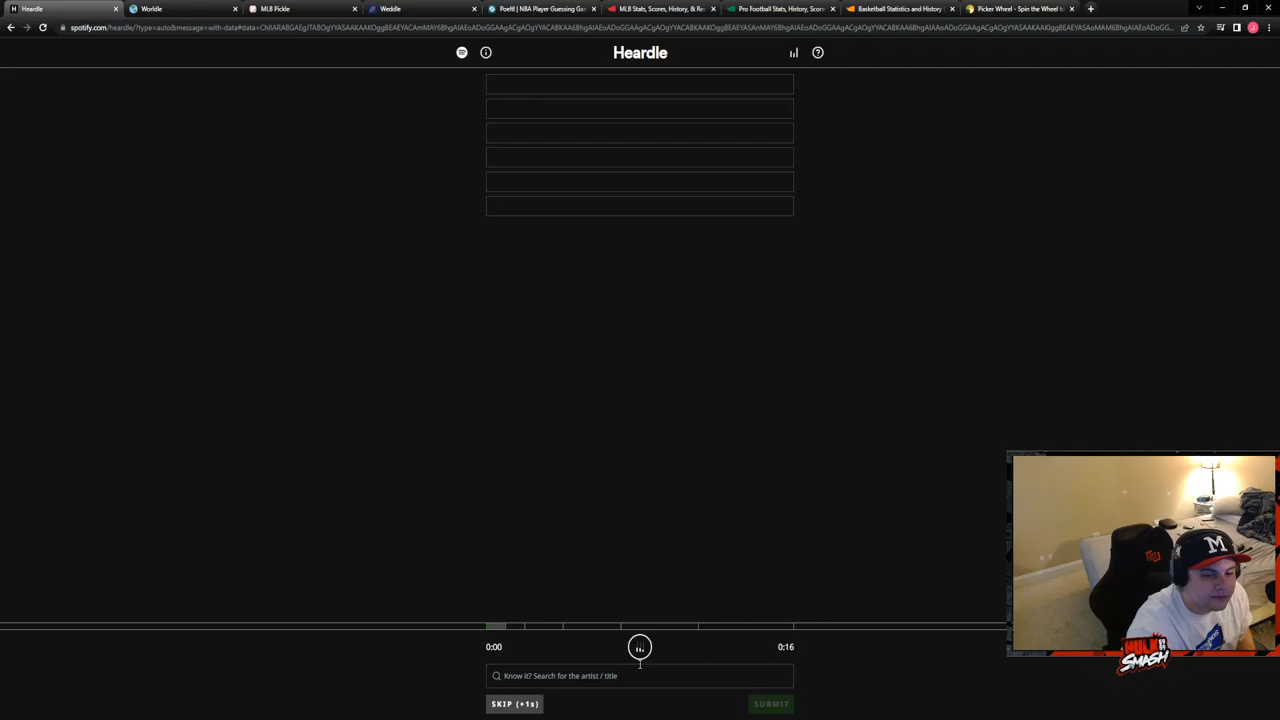 Heardle
Worldle
MLB Pickle
Weddle
Poeltl | NBA Player Guessing Ga
MLB Stats, Scores, History, & Re
Pro Football Stats, History, Score
Basketball Statistics and History
Picker Wheel - Spin the Wheel to
Heardle
0:00
0:16
Know it? Search for the artist / title
SKIP (+1s)
SUBMIT
M
HULK
SMASH